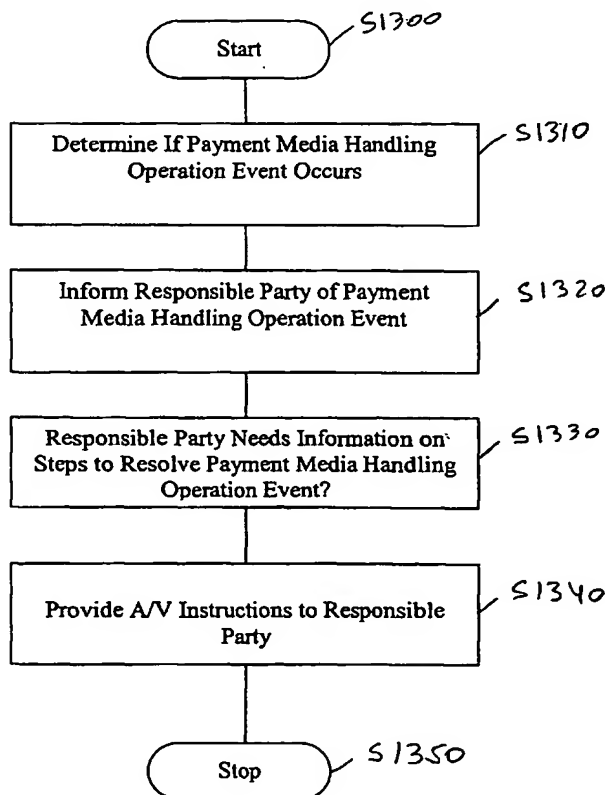 S1300
Start
S1310
Determine If Payment Media Handling
Operation Event Occurs
S1320
Inform Responsible Party of Payment
Media Handling Operation Event
S1330
Responsible Party Needs Information on
Steps to Resolve Payment Media Handling
Operation Event?
S1340
Provide A/V Instructions to Responsible
Party
S1350
Stop